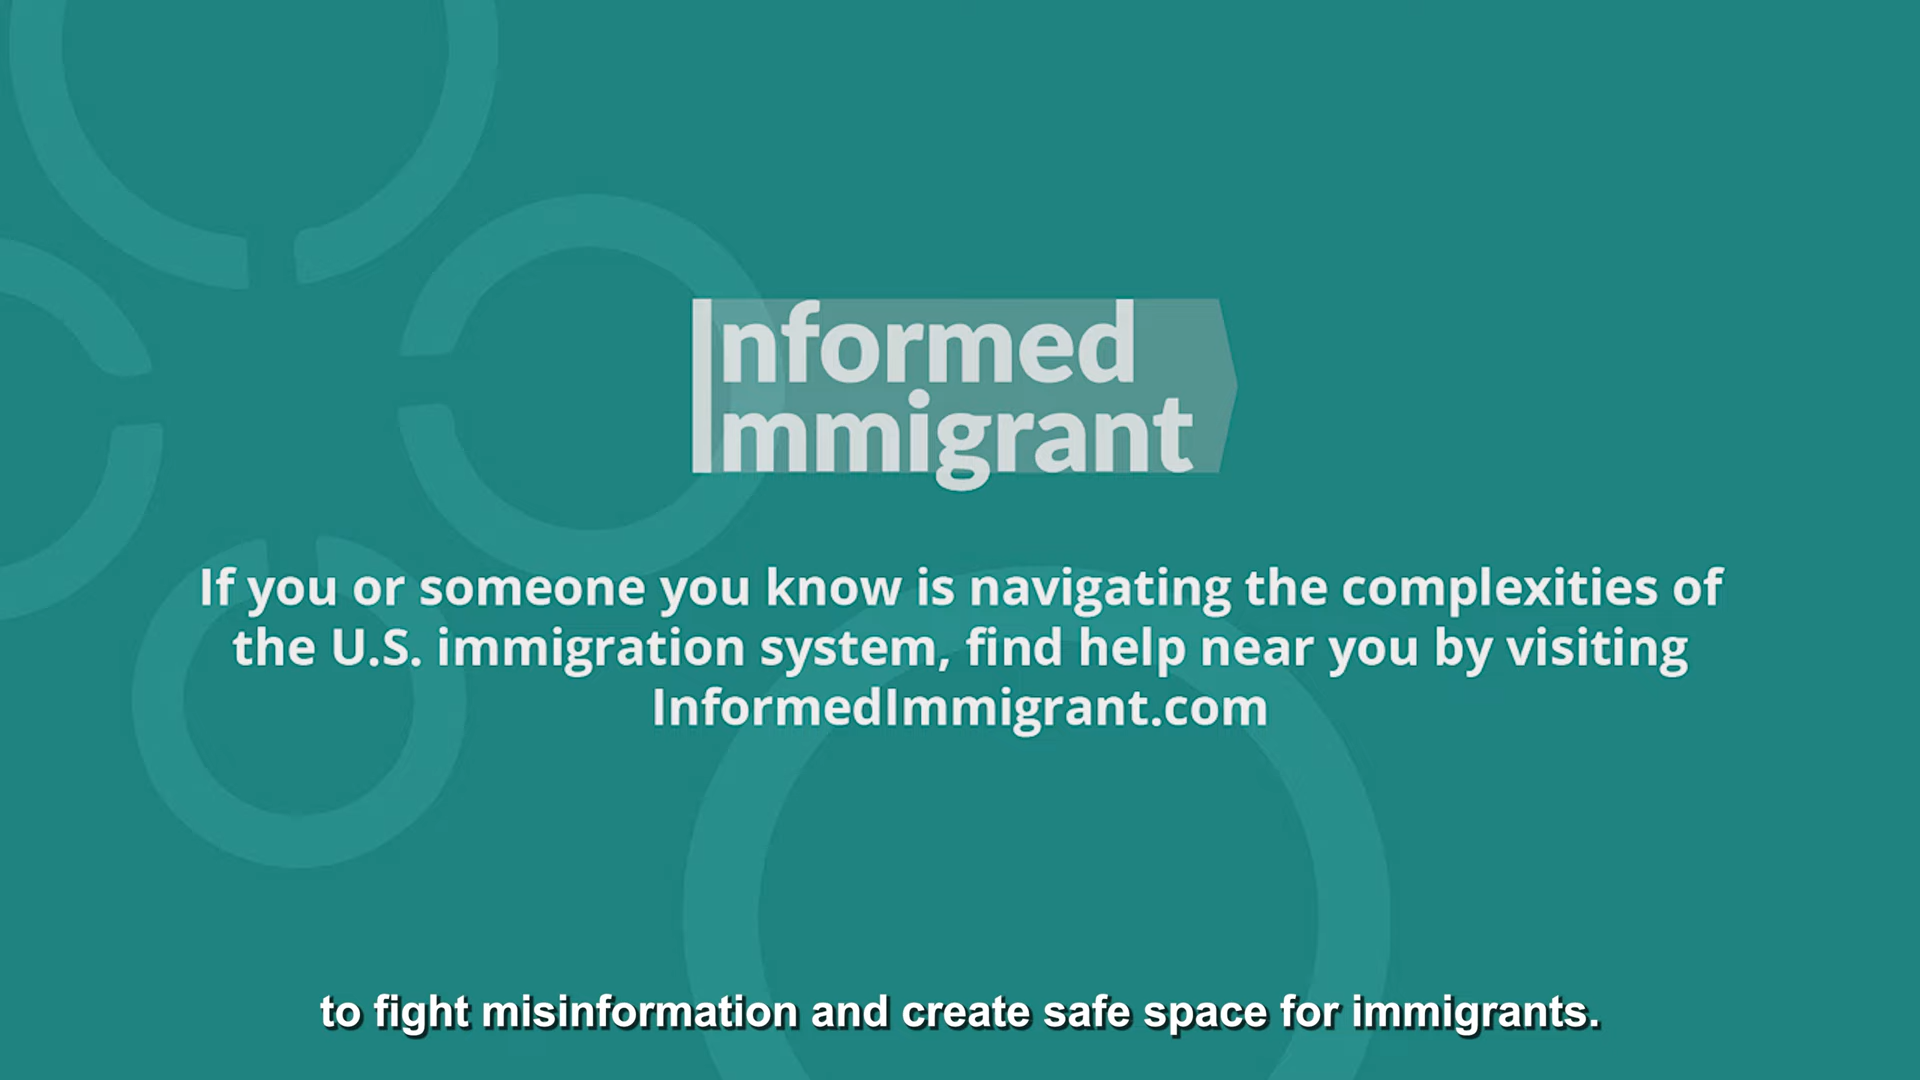 Informed
Immigrant
If you or someone you know is navigating the complexities of
the U.S. immigration system, find help near you by visiting
InformedImmigrant.com
to fight misinformation and create safe space for immigrants.